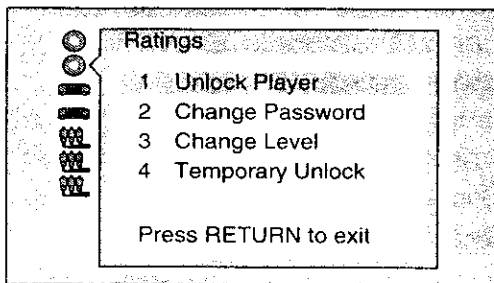 Ratings
1 Unlock Player
2 Change Password
3 Change Level
4 Temporary Unlock
Press RETURN to exit